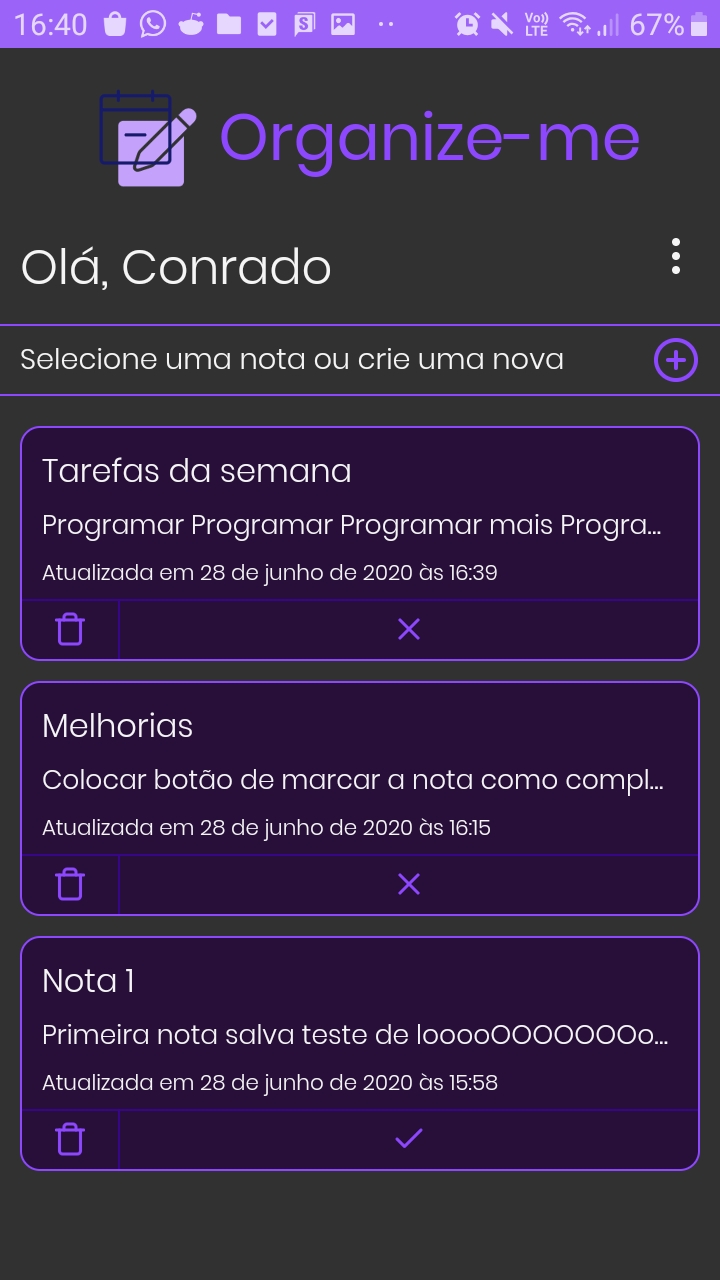 16:40
Vo))
LTE
67%
Organize-me
Olá, Conrado
Selecione uma nota ou crie uma nova
Tarefas da semana
Programar Programar Programar mais Progra...
Atualizada em 28 de junho de 2020 às 16:39
Melhorias
Colocar botão de marcar a nota como compl...
Atualizada em 28 de junho de 2020 às 16:15
Nota 1
Primeira nota salva teste de looooOOOOOOOo...
Atualizada em 28 de junho de 2020 às 15:58